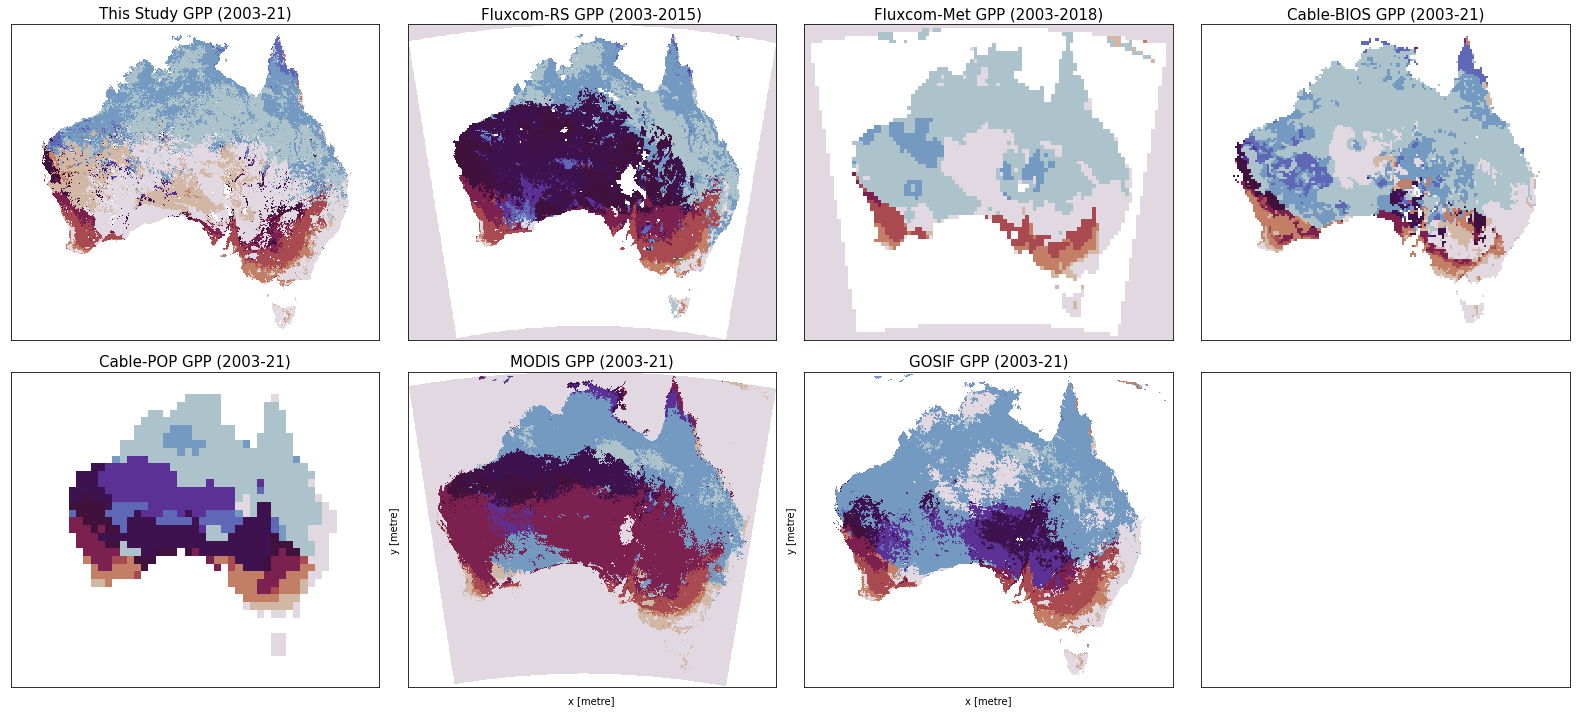 This Study GPP (2003-21)
Fluxcom-RS GPP (2003-2015)
Fluxcom-Met GPP (2003-2018)
Cable-BIOS GPP (2003-21)
Cable-POP GPP (2003-21)
MODIS GPP (2003-21)
GOSIF GPP (2003-21)
y [metre]
y [metre]
x [metre]
x [metre]